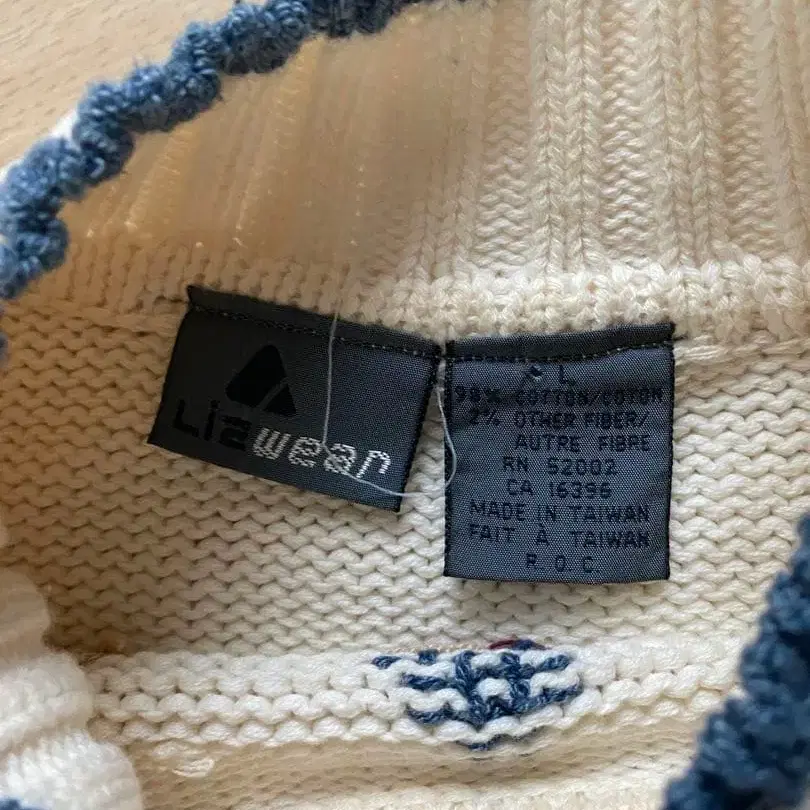 Lizwear
L
98% COTTON/COTON
2% OTHER FIBER/
AUTRE FIBRE
RN 52002
CA 16396
MADE IN TAIWAN
FAIT À TAIWAN
R.O.C.